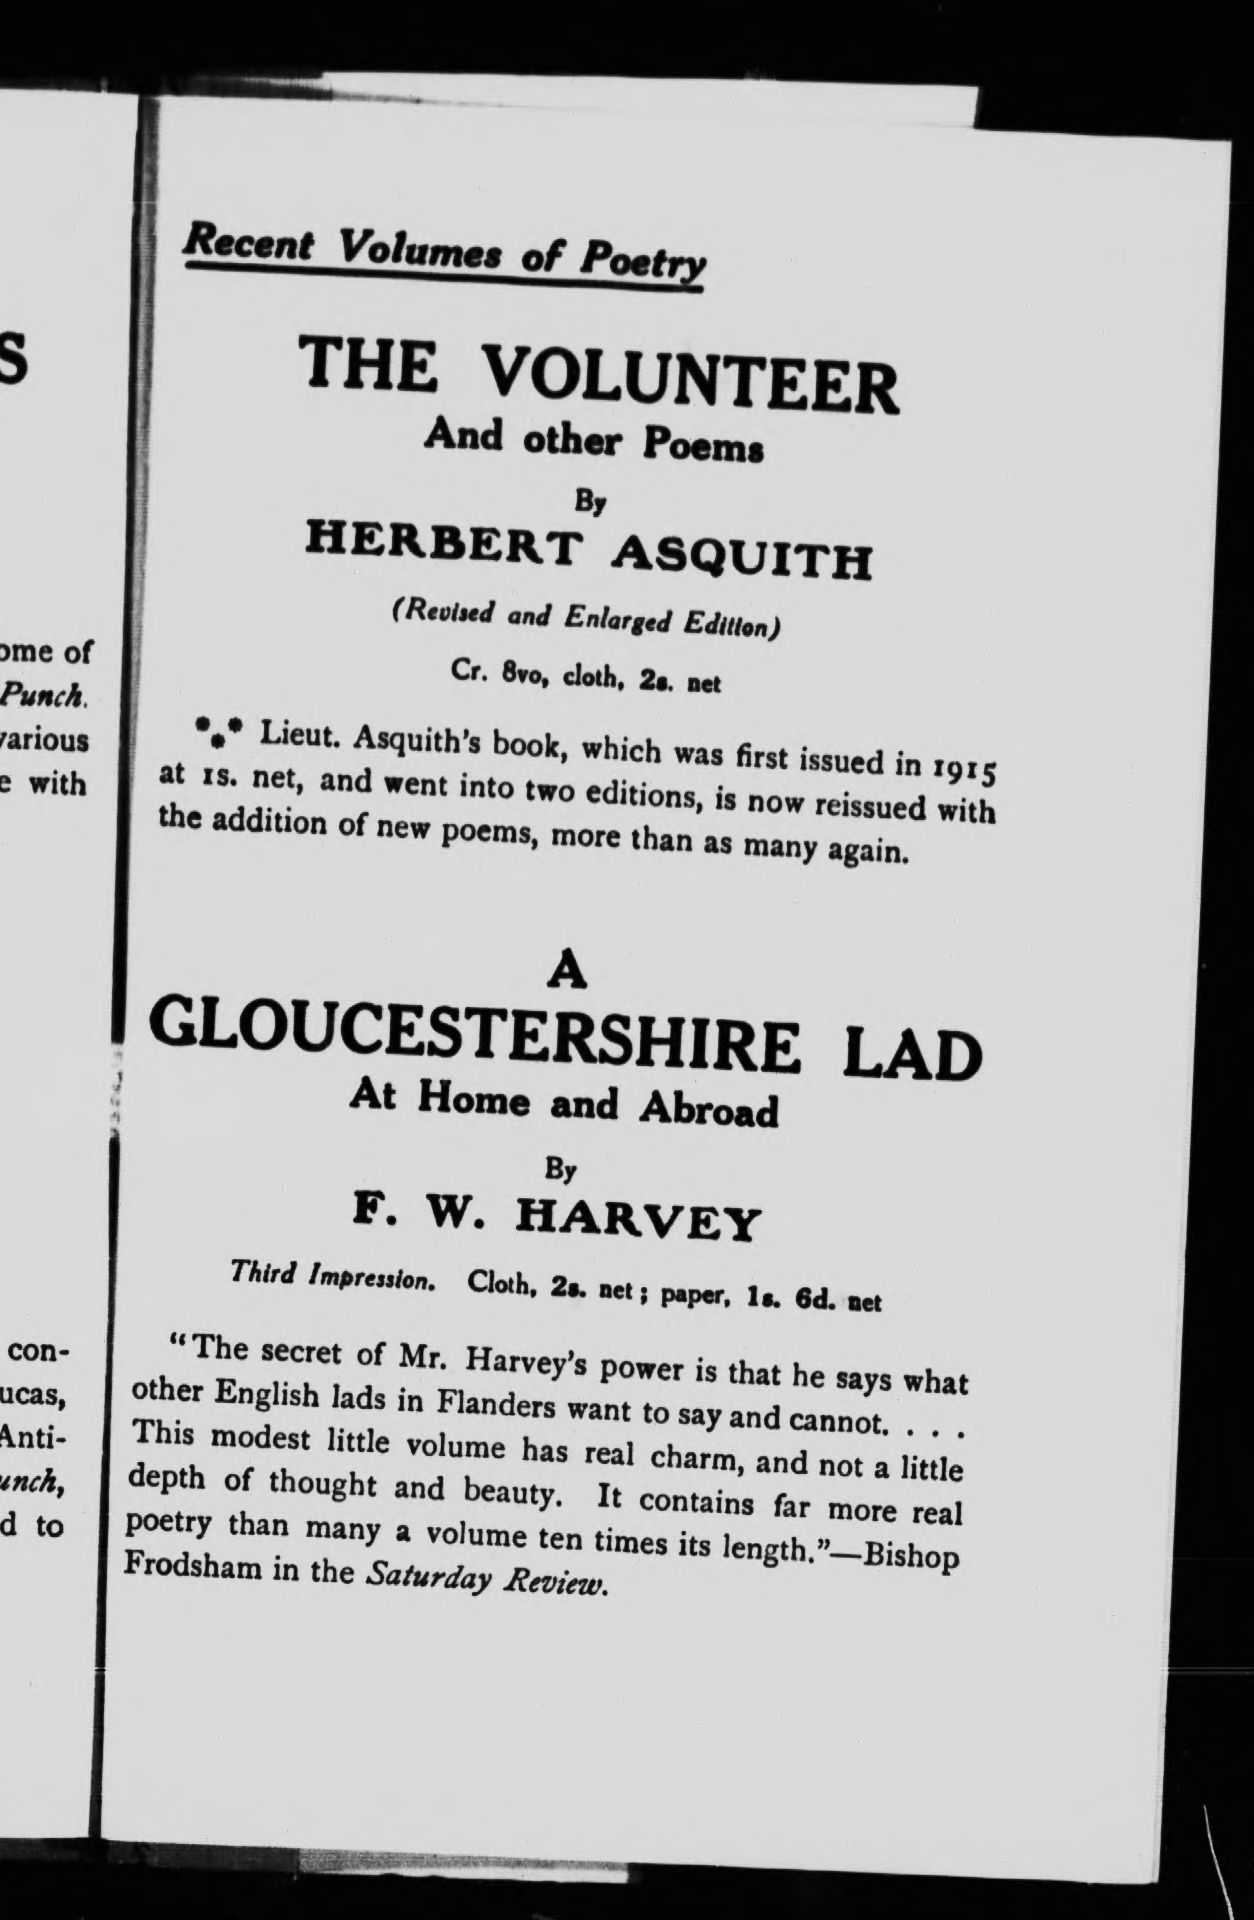 Recent Volumes of Poetry
THE VOLUNTEER
And other Poems
By
HERBERT ASQUITH
(Revised and Enlarged Edition)
Cr. 8vo, cloth, 2s. net
*** Lieut. Asquith's book, which was first issued in 1915
at 1s. net, and went into two editions, is now reissued with
the addition of new poems, more than as many again.
A
GLOUCESTERSHIRE LAD
At Home and Abroad
By
F. W. HARVEY
Third Impression. Cloth, 2s. net; paper, 1s. 6d. net
"The secret of Mr. Harvey's power is that he says what
other English lads in Flanders want to say and cannot. . . .
This modest little volume has real charm, and not a little
depth of thought and beauty. It contains far more real
poetry than many a volume ten times its length."—Bishop
Frodsham in the Saturday Review.
S
of
Punch.
with
con-
Anti-
to